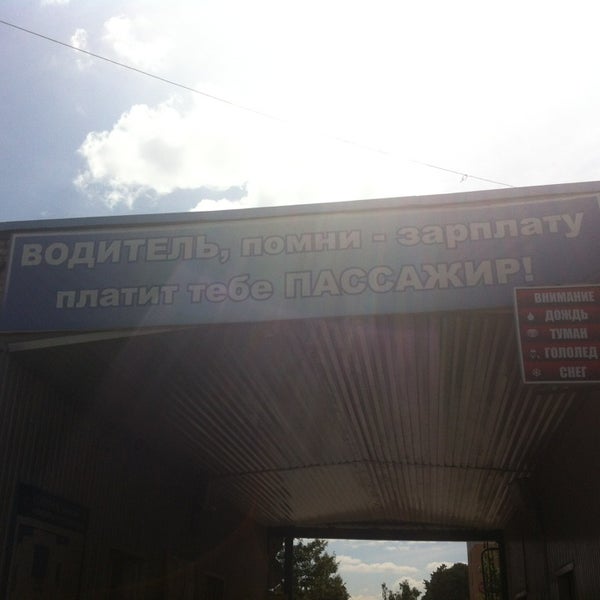 ВОДИТЕЛЬ, помни - зарплату
платит тебе ПАССАЖИР!
ВНИМАНИЕ
ДОЖДЬ
ТУМАН
ГОЛОЛЕД
СНЕГ